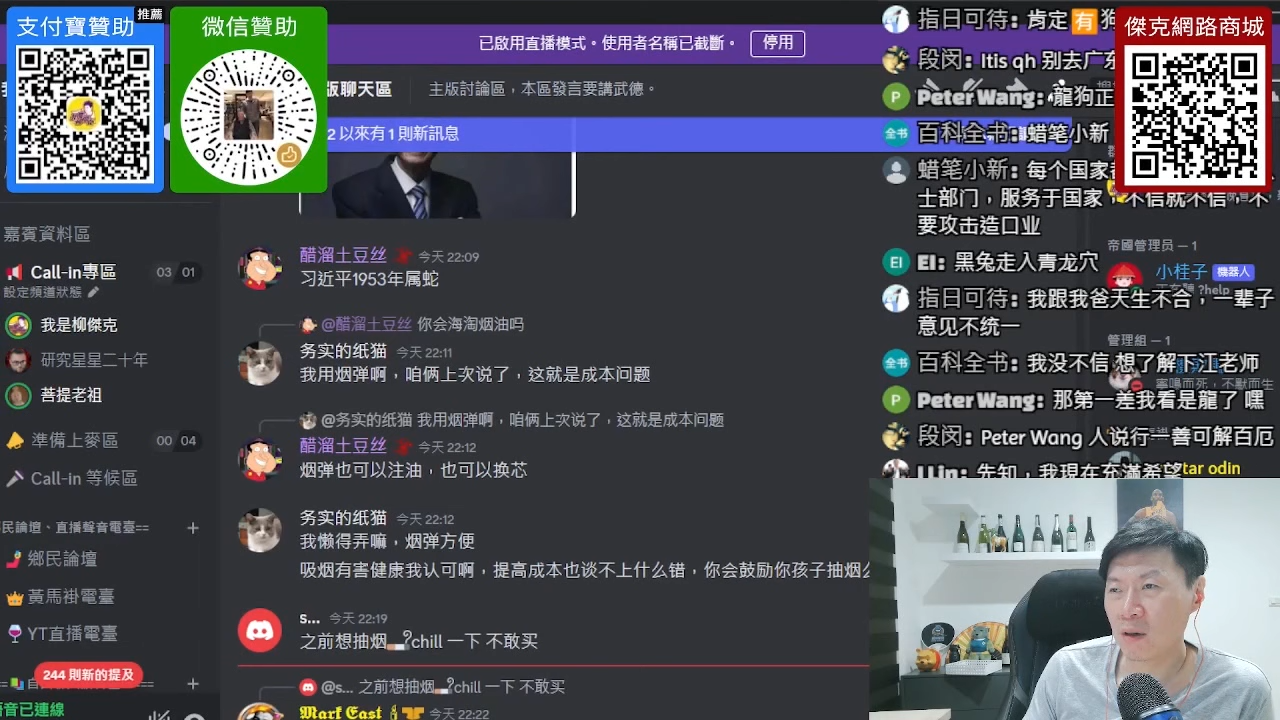 支付寶贊助
推薦
微信贊助
傑克網路商城
已啟用直播模式。使用者名稱已截斷。
停用
版聊天區
主版討論區，本區發言要講武德。
2 以來有 1 則新訊息
嘉賓資料區
Call-in專區
03 01
設定頻道狀態
我是柳傑克
研究星星二十年
菩提老祖
準備上麥區
00 04
Call-in 等候區
民論壇、直播聲音電臺==
鄉民論壇
黃馬褂電臺
YT直播電臺
244 則新的提及
音已連線
醋溜土豆丝 今天 22:09
习近平1953年属蛇
@醋溜土豆丝 你会海淘烟油吗
务实的纸猫 今天 22:11
我用烟弹啊，咱俩上次说了，这就是成本问题
@务实的纸猫 我用烟弹啊，咱俩上次说了，这就是成本问题
醋溜土豆丝 今天 22:12
烟弹也可以注油，也可以换芯
务实的纸猫 今天 22:12
我懒得弄嘛，烟弹方便
吸烟有害健康我认可啊，提高成本也谈不上什么错，你会鼓励你孩子抽烟么
s... 今天 22:19
之前想抽烟🚬chill 一下 不敢买
@s... 之前想抽烟🚬chill 一下 不敢买
Mark East 今天 22:22
指日可待: 肯定🈶狗
段闵: Itis qh 别去广东
Peter Wang: 龍狗正
百科全书: 蜡笔小新
蜡笔小新: 每个国家
士部门，服务于国家，不信就不信，不
要攻击造口业
EI: 黑兔走入青龙穴
指日可待: 我跟我爸天生不合，一辈子
意见不统一
百科全书: 我没不信 想了解下江老师
Peter Wang: 那第一差我看是龍了 嘿
段闵: Peter Wang 人说行一善可解百厄
LLin: 先知，我現在充滿希望
帝國管理员 — 1
小桂子 機器人
?help
管理組 — 1
寧鳴而死，不默而生
tar odin